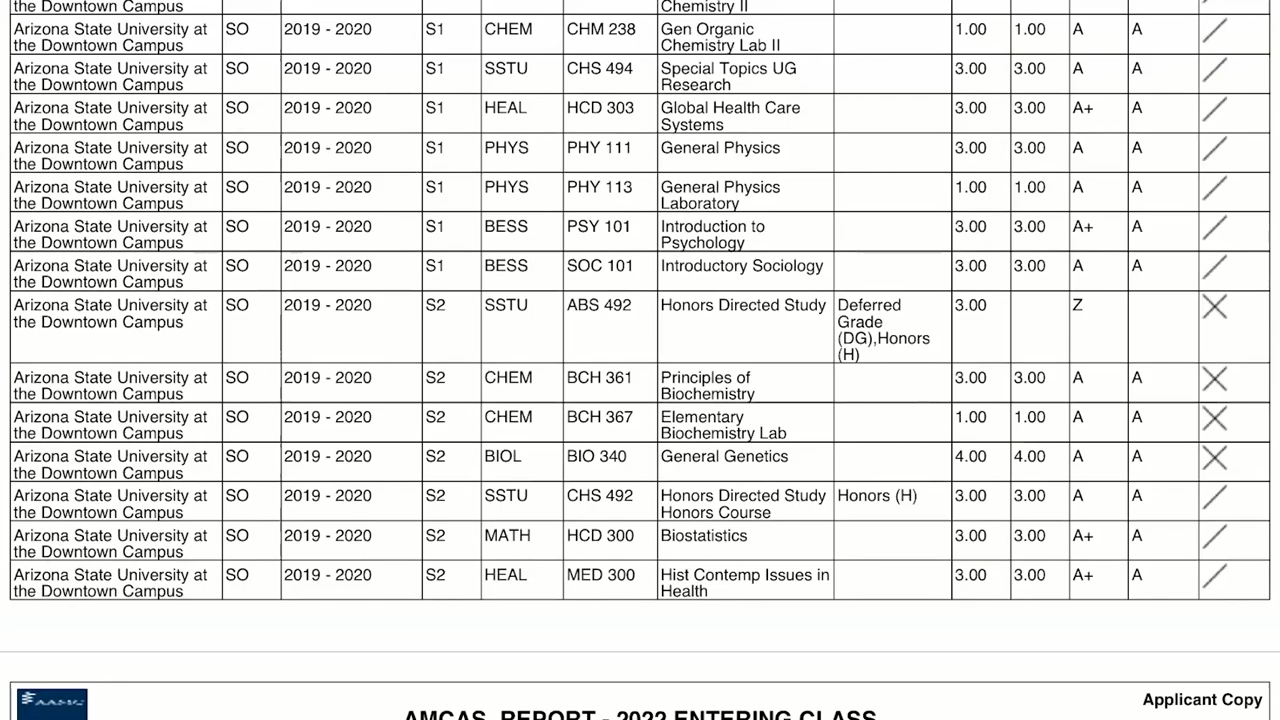 the Downtown Campus Chemistry II
Arizona State University at SO 2019 - 2020 S1 CHEM CHM 238 Gen Organic 1.00 1.00 A A
the Downtown Campus Chemistry Lab II
Arizona State University at SO 2019 - 2020 S1 SSTU CHS 494 Special Topics UG 3.00 3.00 A A
the Downtown Campus Research
Arizona State University at SO 2019 - 2020 S1 HEAL HCD 303 Global Health Care 3.00 3.00 A+ A
the Downtown Campus Systems
Arizona State University at SO 2019 - 2020 S1 PHYS PHY 111 General Physics 3.00 3.00 A A
the Downtown Campus
Arizona State University at SO 2019 - 2020 S1 PHYS PHY 113 General Physics 1.00 1.00 A A
the Downtown Campus Laboratory
Arizona State University at SO 2019 - 2020 S1 BESS PSY 101 Introduction to 3.00 3.00 A+ A
the Downtown Campus Psychology
Arizona State University at SO 2019 - 2020 S1 BESS SOC 101 Introductory Sociology 3.00 3.00 A A
the Downtown Campus
Arizona State University at SO 2019 - 2020 S2 SSTU ABS 492 Honors Directed Study Deferred 3.00 Z
the Downtown Campus Grade
(DG),Honors
(H)
Arizona State University at SO 2019 - 2020 S2 CHEM BCH 361 Principles of 3.00 3.00 A A
the Downtown Campus Biochemistry
Arizona State University at SO 2019 - 2020 S2 CHEM BCH 367 Elementary 1.00 1.00 A A
the Downtown Campus Biochemistry Lab
Arizona State University at SO 2019 - 2020 S2 BIOL BIO 340 General Genetics 4.00 4.00 A A
the Downtown Campus
Arizona State University at SO 2019 - 2020 S2 SSTU CHS 492 Honors Directed Study Honors (H) 3.00 3.00 A A
the Downtown Campus Honors Course
Arizona State University at SO 2019 - 2020 S2 MATH HCD 300 Biostatistics 3.00 3.00 A+ A
the Downtown Campus
Arizona State University at SO 2019 - 2020 S2 HEAL MED 300 Hist Contemp Issues in 3.00 3.00 A+ A
the Downtown Campus Health
Applicant Copy
AMCAS REPORT - 2022 ENTERING CLASS